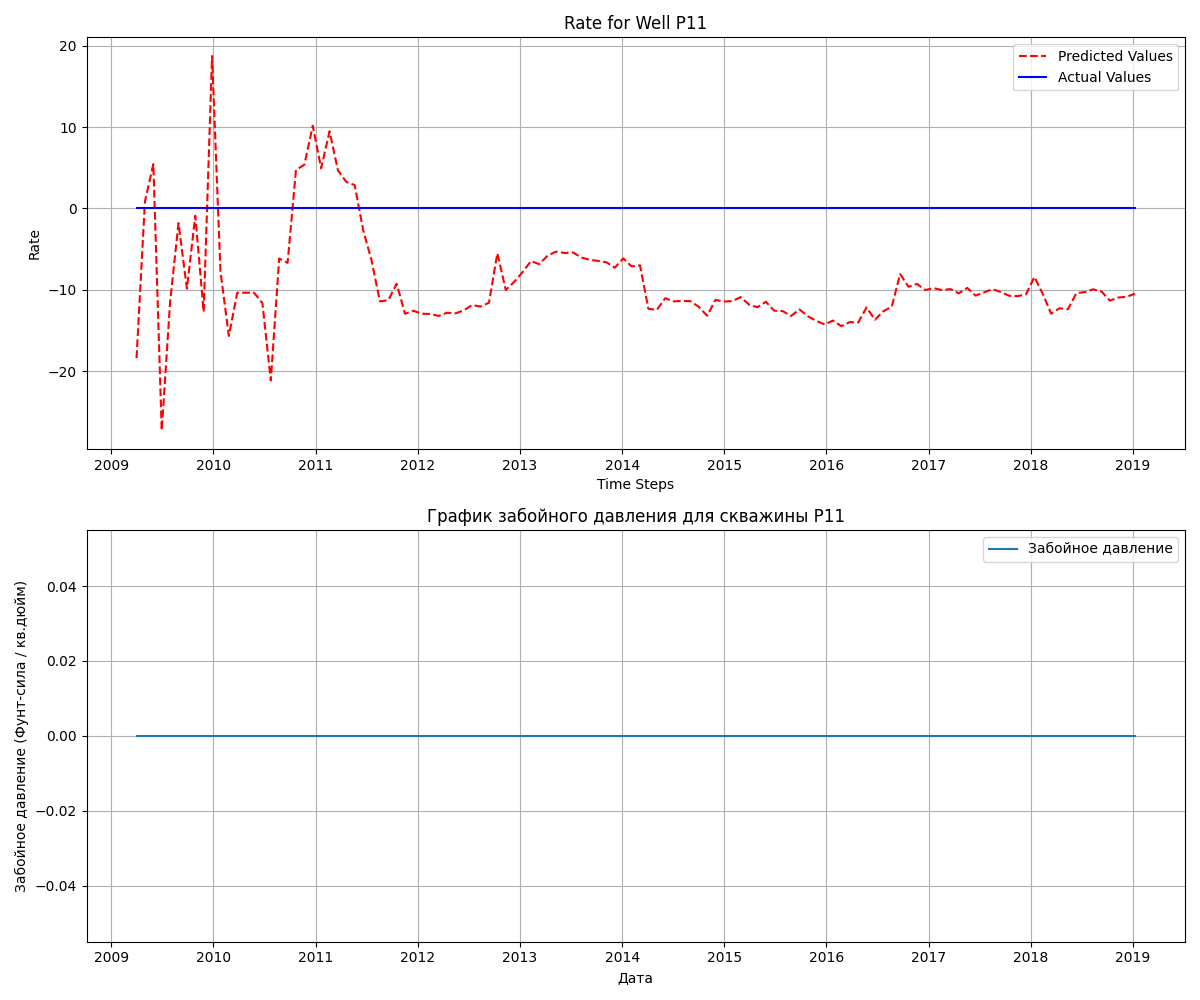 Rate for Well P11
Predicted Values
Actual Values
20
10
0
−10
−20
Rate
2009 2010 2011 2012 2013 2014 2015 2016 2017 2018 2019
Time Steps
График забойного давления для скважины P11
Забойное давление
0.04
0.02
0.00
−0.02
−0.04
Забойное давление (Фунт-сила / кв.дюйм)
2009 2010 2011 2012 2013 2014 2015 2016 2017 2018 2019
Дата